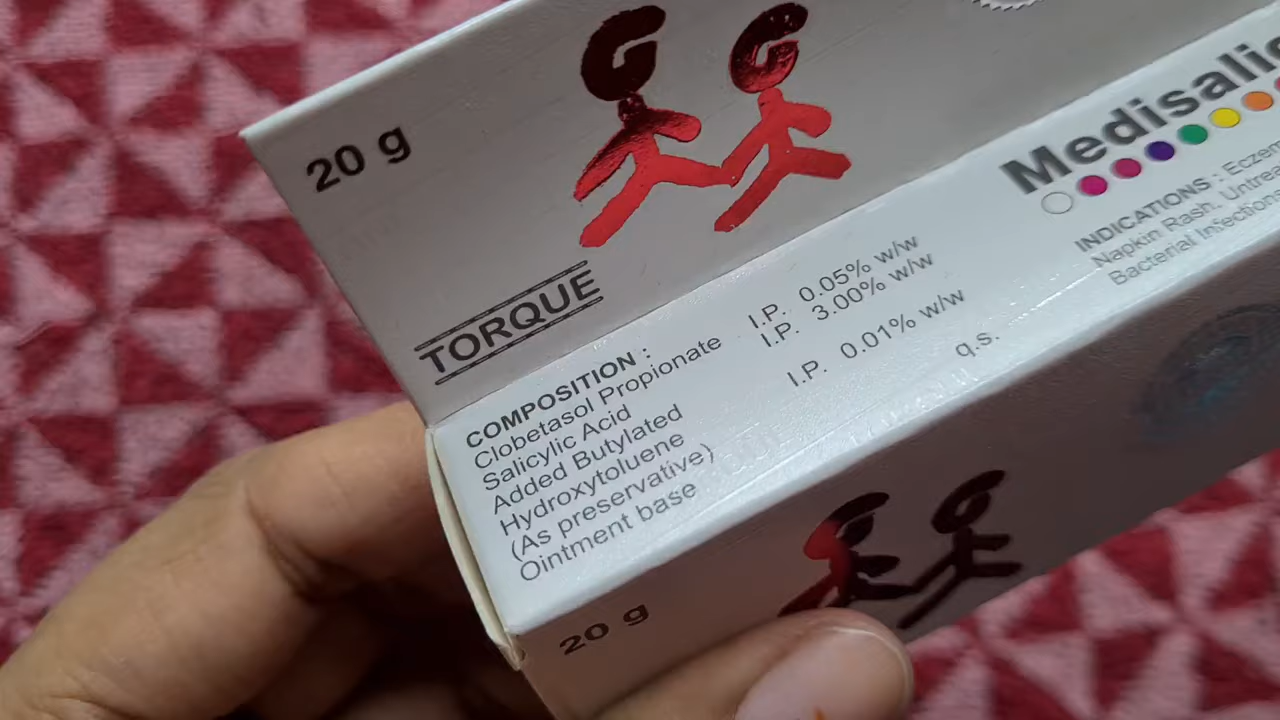 20 g
TORQUE
COMPOSITION :
Clobetasol Propionate I.P. 0.05% w/w
Salicylic Acid I.P. 3.00% w/w
Added Butylated
Hydroxytoluene I.P. 0.01% w/w
(As preservative)
Ointment base q.s.
Medisalic
INDICATIONS : Eczem
Napkin Rash, Untrea
Bacterial Infections
20 g